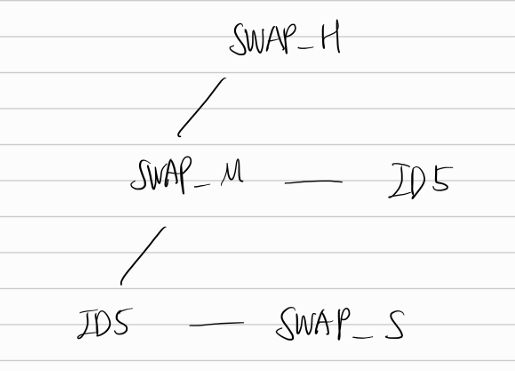 SWAP_H
SWAP_M — ID5
ID5 — SWAP_S